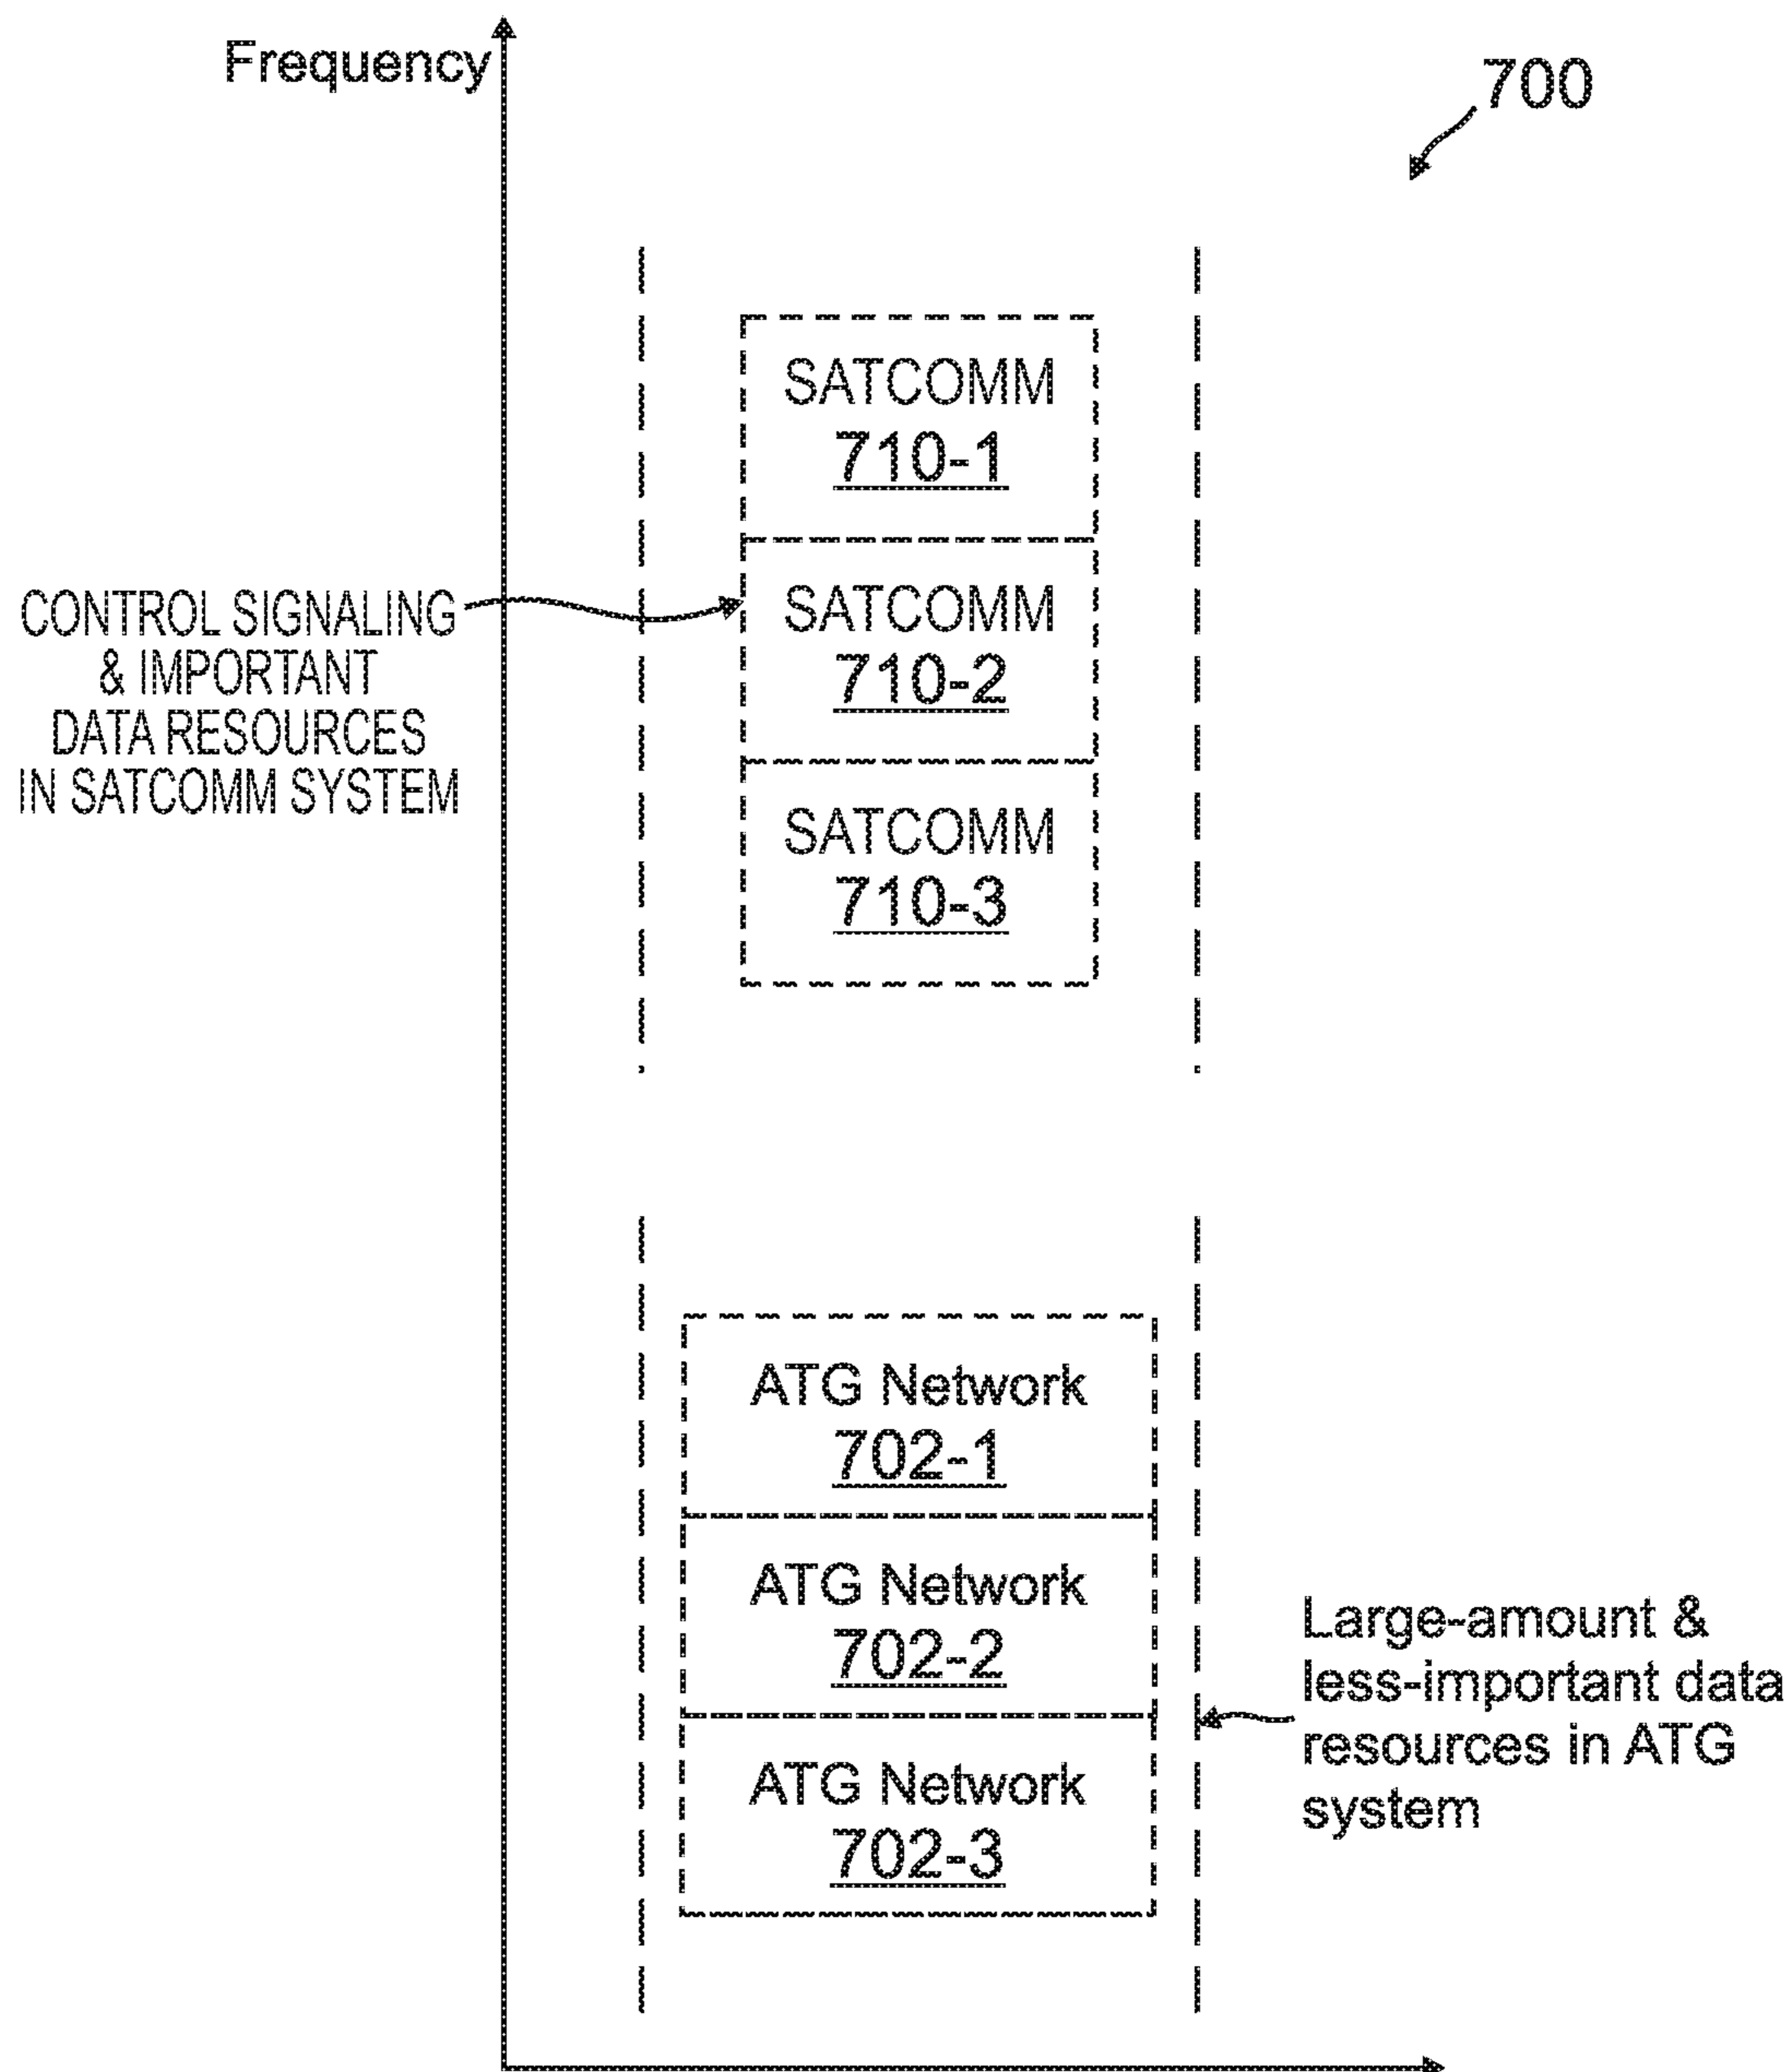 Frequency
700
SATCOMM
710-1
CONTROL SIGNALING
& IMPORTANT
DATA RESOURCES
IN SATCOMM SYSTEM
SATCOMM
710-2
SATCOMM
710-3
ATG Network
702-1
ATG Network
702-2
Large-amount &
less-important data
resources in ATG
system
ATG Network
702-3